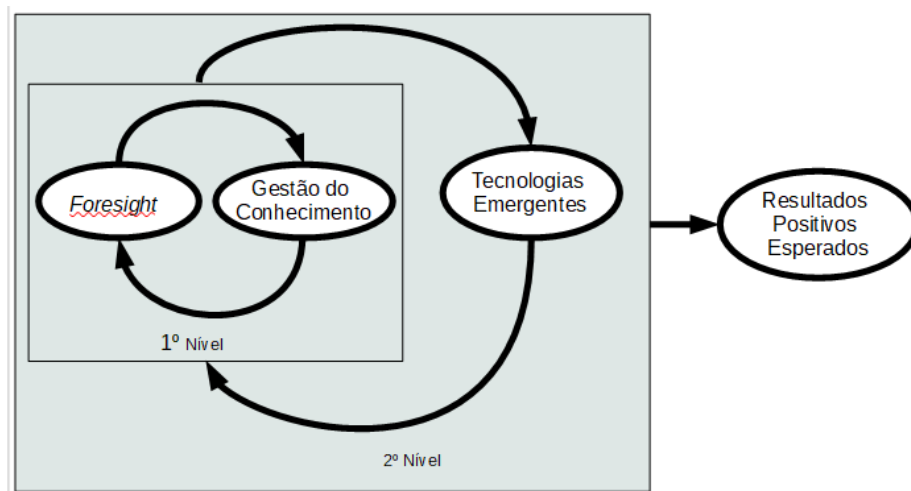 Foresight
Gestão do
Conhecimento
Tecnologias
Emergentes
Resultados
Positivos
Esperados
1º Nível
2º Nível